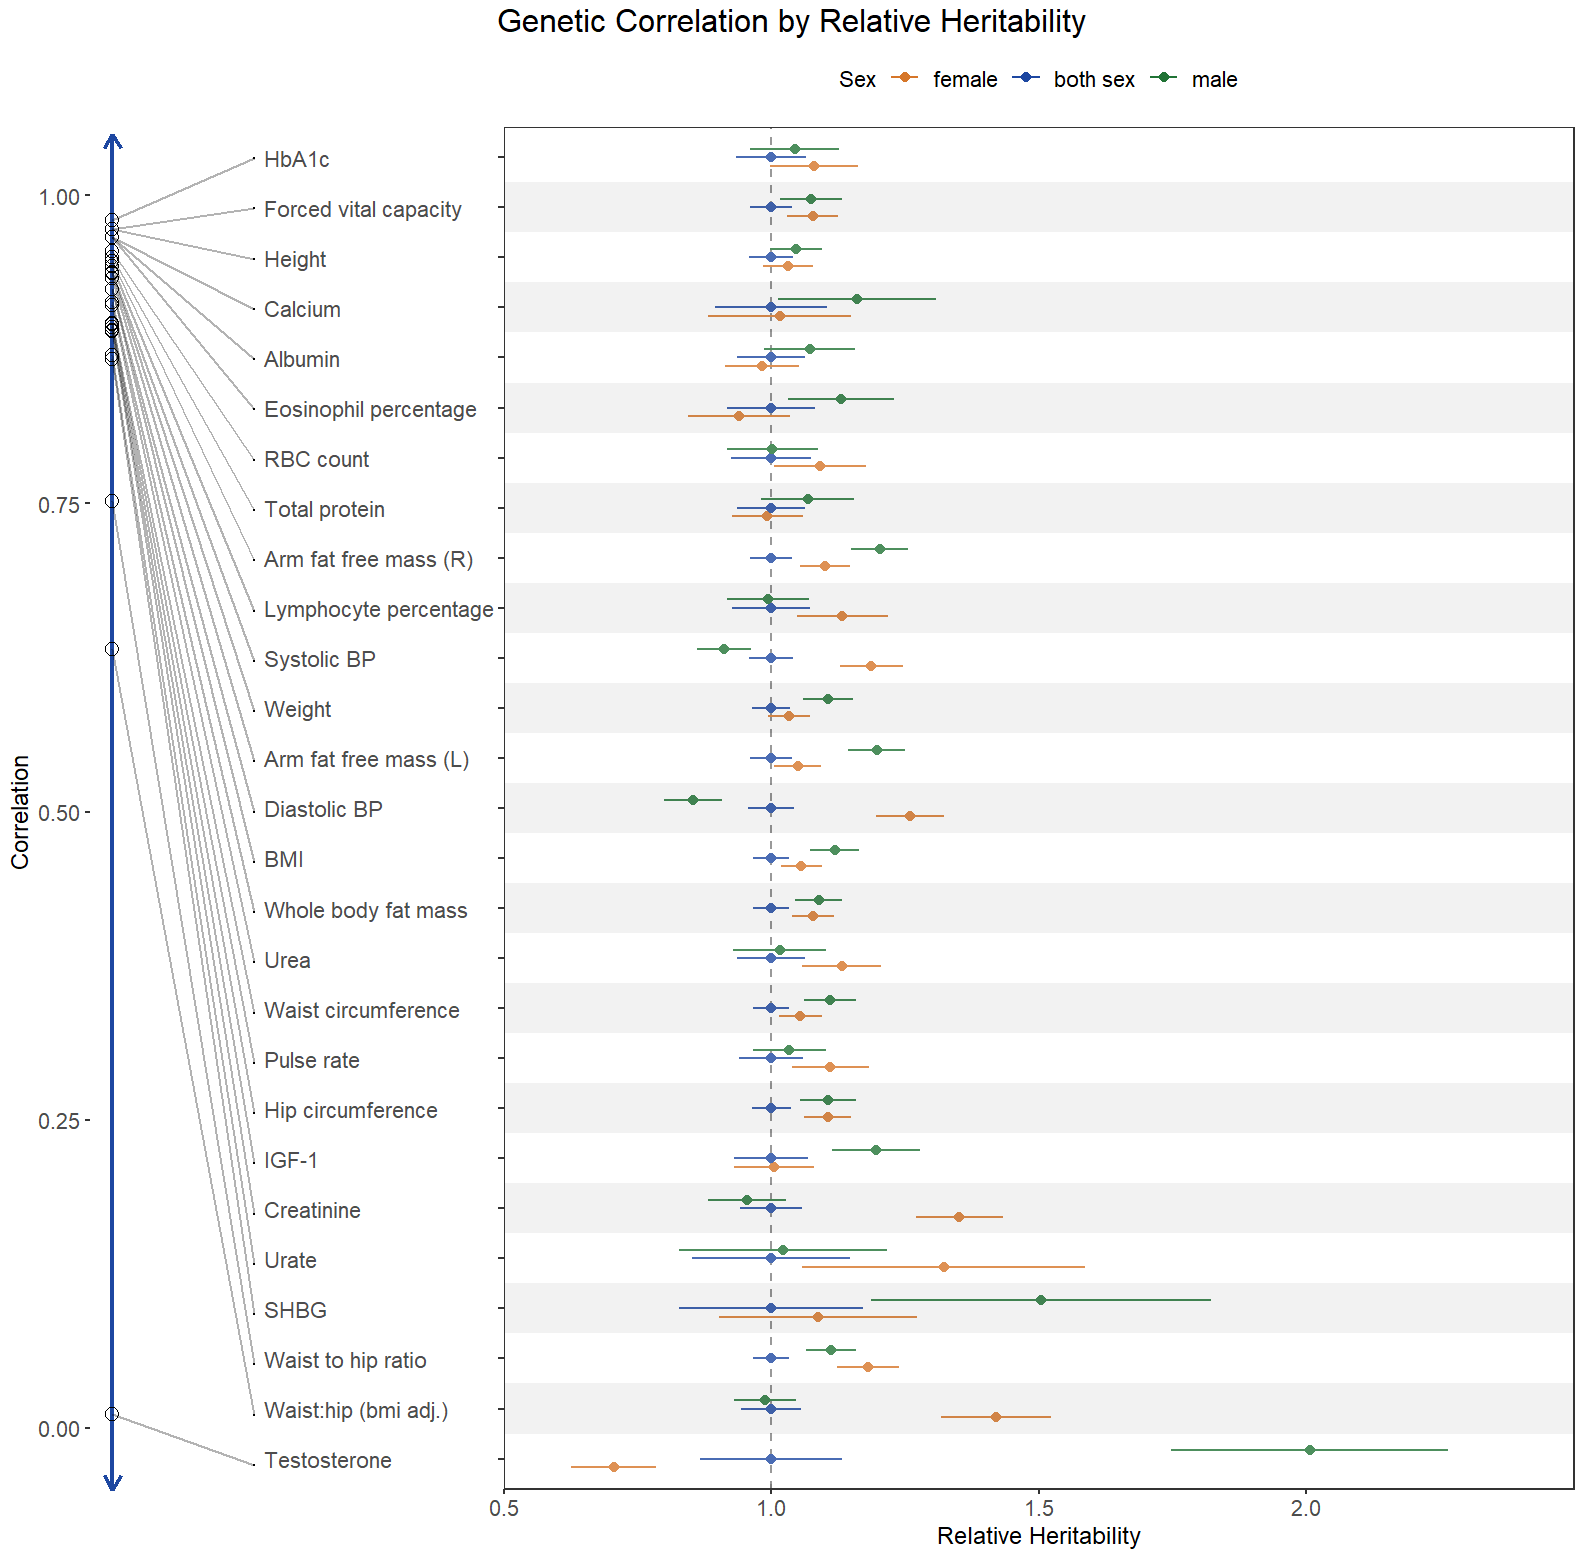 Genetic Correlation by Relative Heritability
Sex female both sex male
HbA1c
Forced vital capacity
Height
Calcium
Albumin
Eosinophil percentage
RBC count
Total protein
Arm fat free mass (R)
Lymphocyte percentage
Systolic BP
Weight
Arm fat free mass (L)
Diastolic BP
BMI
Whole body fat mass
Urea
Waist circumference
Pulse rate
Hip circumference
IGF-1
Creatinine
Urate
SHBG
Waist to hip ratio
Waist:hip (bmi adj.)
Testosterone
1.00
0.75
0.50
0.25
0.00
Correlation
0.5 1.0 1.5 2.0
Relative Heritability